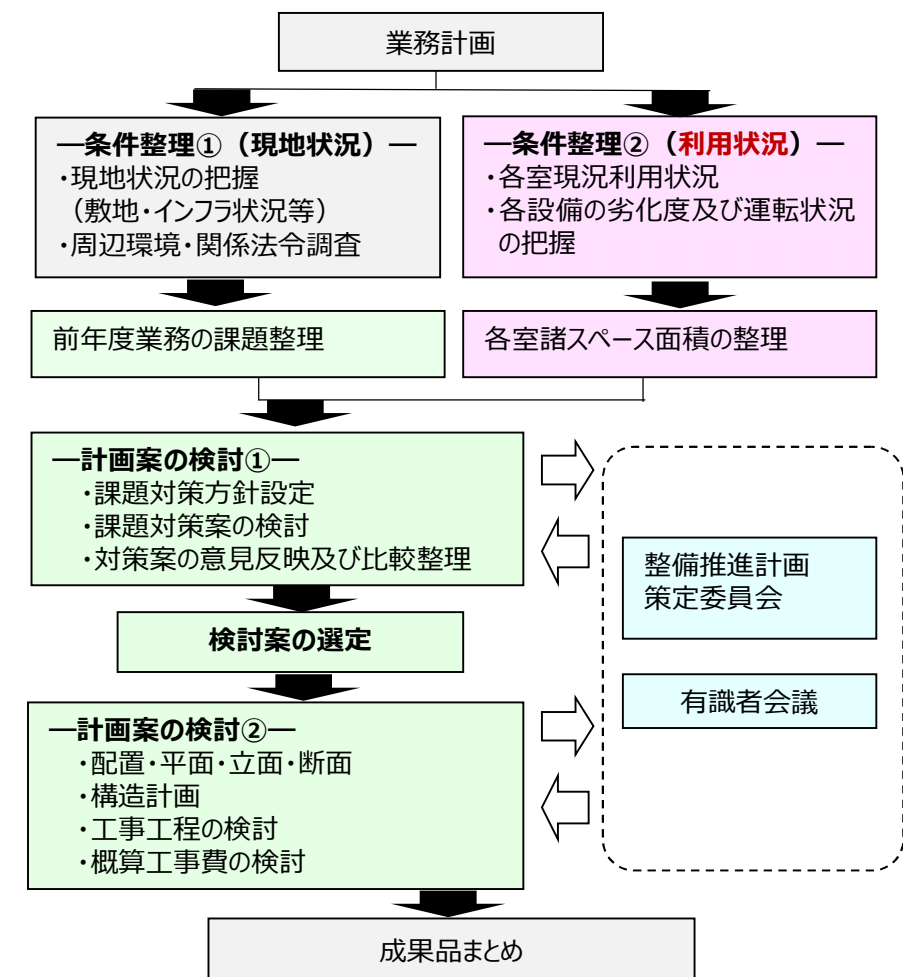 業務計画
―条件整理①（現地状況）―
・現地状況の把握
（敷地・インフラ状況等）
・周辺環境・関係法令調査
―条件整理②（利用状況）―
・各室現況利用状況
・各設備の劣化度及び運転状況
の把握
前年度業務の課題整理
各室諸スペース面積の整理
―計画案の検討①―
・課題対策方針設定
・課題対策案の検討
・対策案の意見反映及び比較整理
整備推進計画
策定委員会
検討案の選定
有識者会議
―計画案の検討②―
・配置・平面・立面・断面
・構造計画
・工事工程の検討
・概算工事費の検討
成果品まとめ